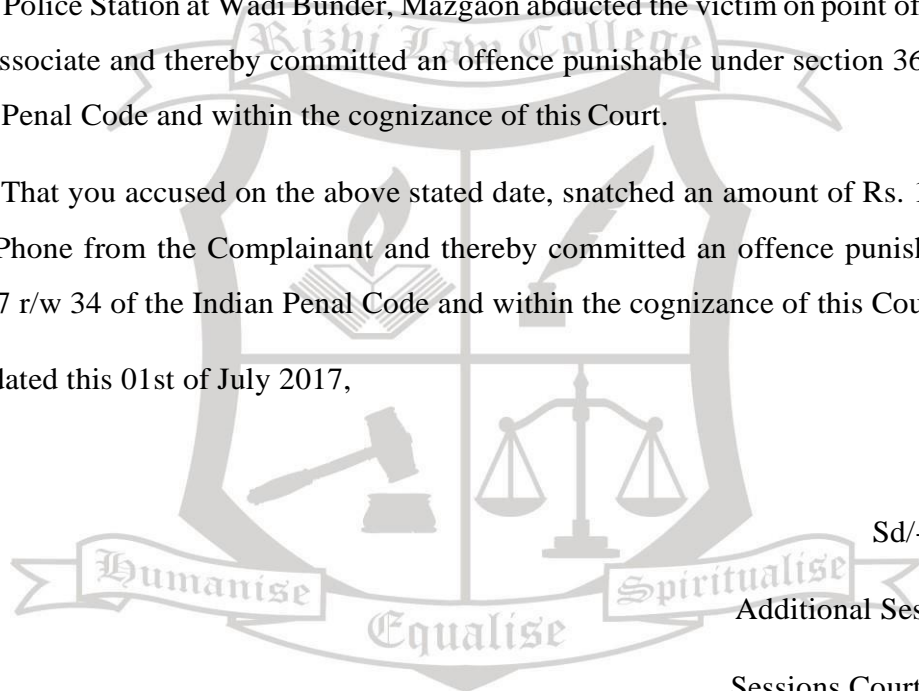 Police Station at Wadi Bunder, Mazgaon abducted the victim on point of
Rizvi Law College
ssociate and thereby committed an offence punishable under section 36
Penal Code and within the cognizance of this Court.
That you accused on the above stated date, snatched an amount of Rs.
Phone from the Complainant and thereby committed an offence punish
7 r/w 34 of the Indian Penal Code and within the cognizance of this Cou
dated this 01st of July 2017,
Sd/-
Humanise
Spiritualise
Equalise
Additional Ses
Sessions Court